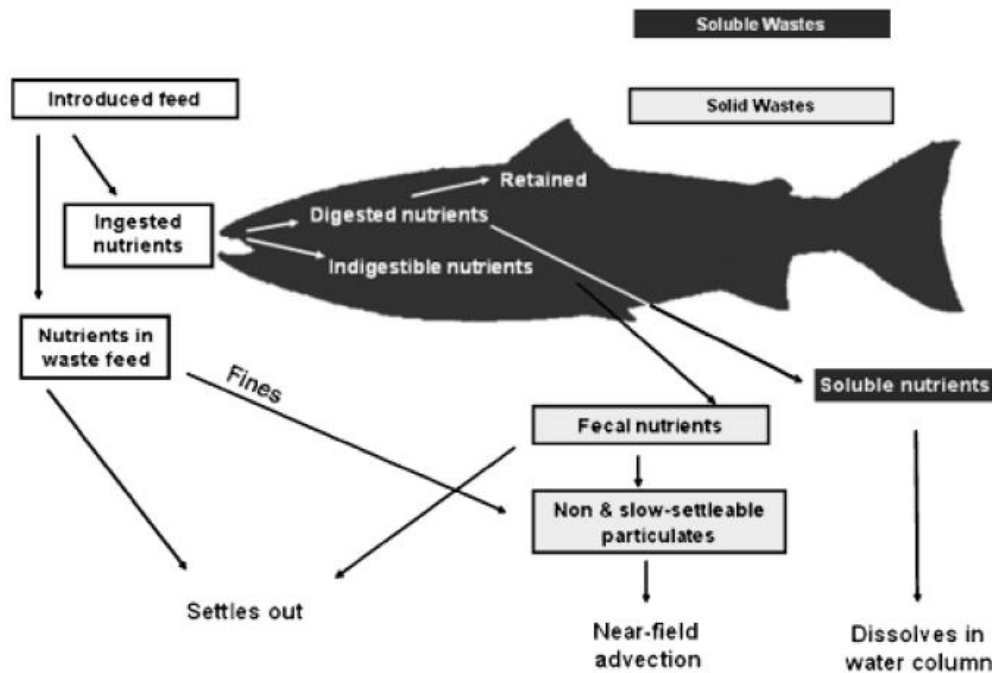 Soluble Wastes
Introduced feed
Solid Wastes
Retained
Ingested
nutrients
Digested nutrients
Indigestible nutrients
Nutrients in
waste feed
Fines
Soluble nutrients
Fecal nutrients
Non & slow-settleable
particulates
Settles out
Near-field
advection
Dissolves in
water column